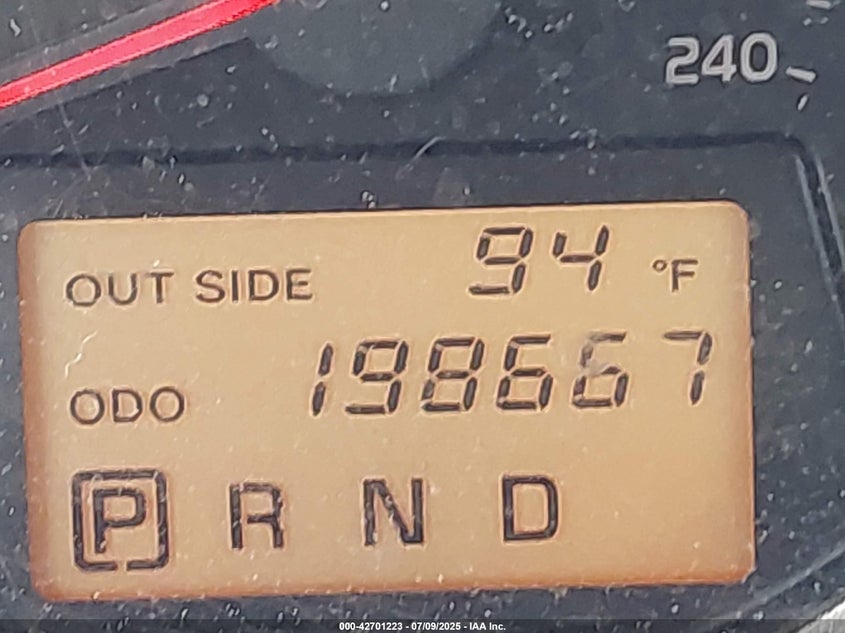 240
OUT SIDE 94 °F
ODO 198667
P R N D
000-42701223 - 07/09/2025 - IAA Inc.